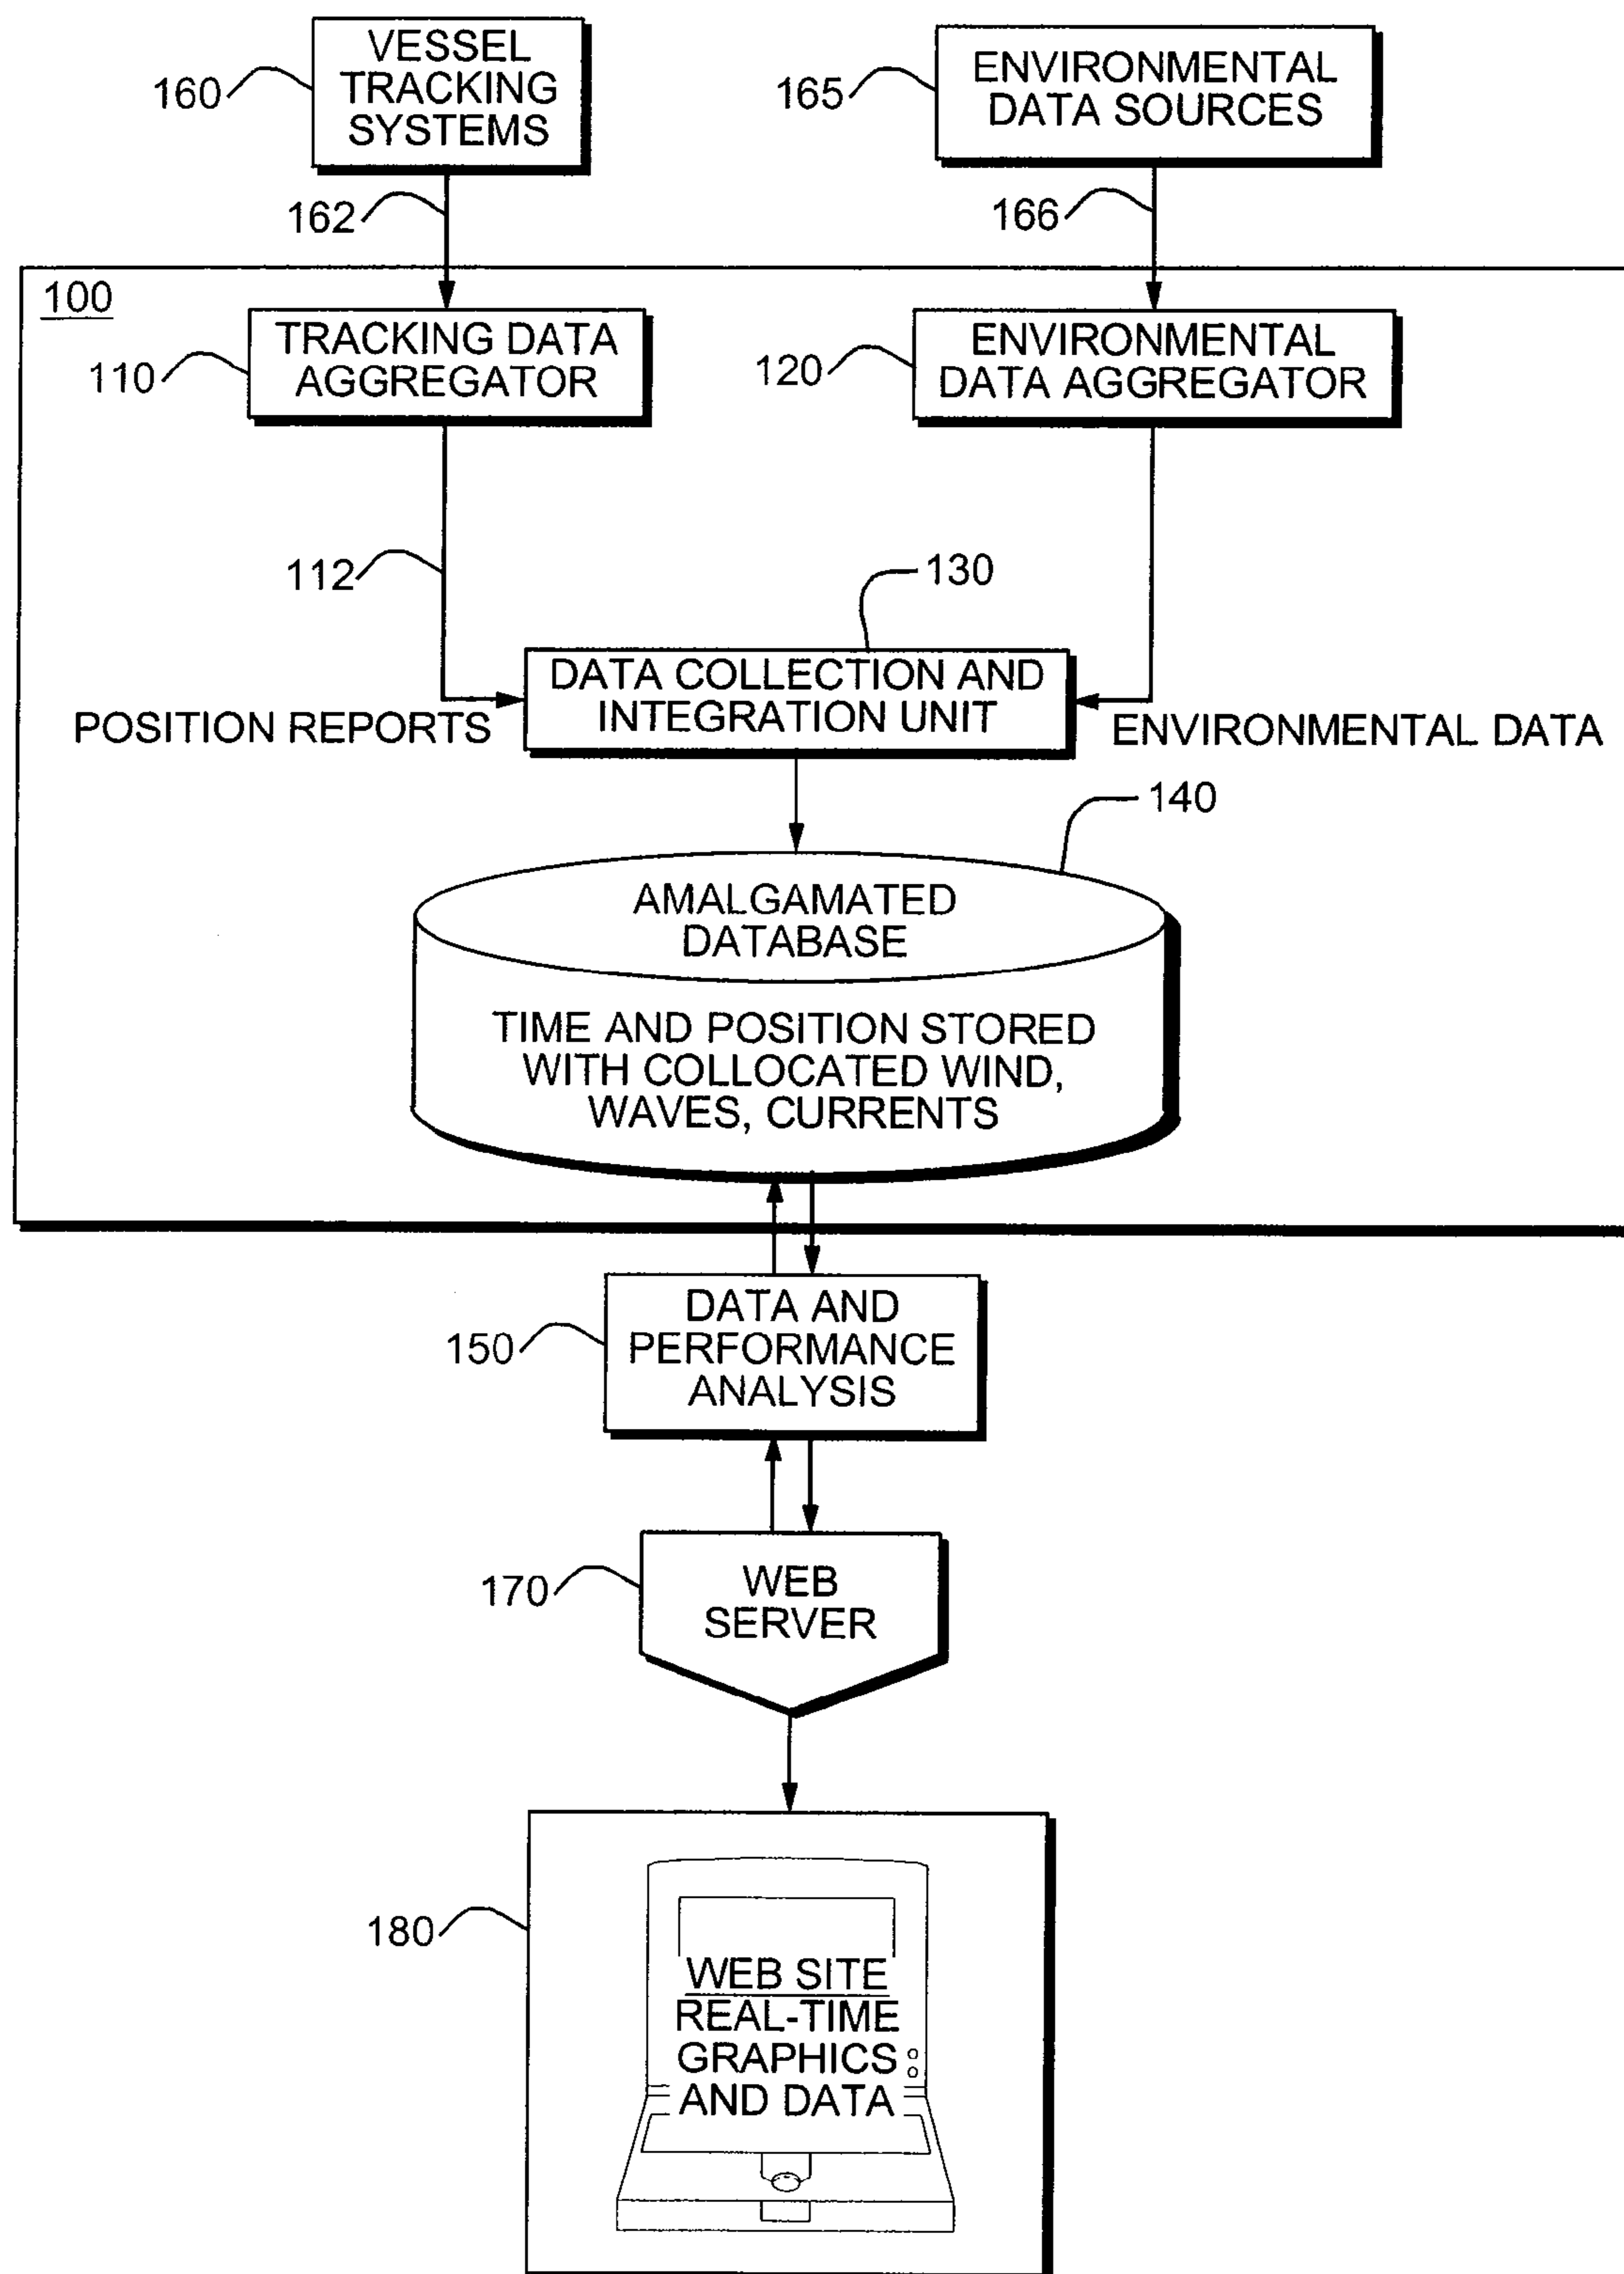 VESSEL
TRACKING
SYSTEMS
160
ENVIRONMENTAL
DATA SOURCES
165
162
166
100
TRACKING DATA
AGGREGATOR
110
ENVIRONMENTAL
DATA AGGREGATOR
120
112
130
DATA COLLECTION AND
INTEGRATION UNIT
POSITION REPORTS
ENVIRONMENTAL DATA
140
AMALGAMATED
DATABASE
TIME AND POSITION STORED
WITH COLLOCATED WIND,
WAVES, CURRENTS
DATA AND
PERFORMANCE
ANALYSIS
150
WEB
SERVER
170
180
WEB SITE
REAL-TIME
GRAPHICS
AND DATA